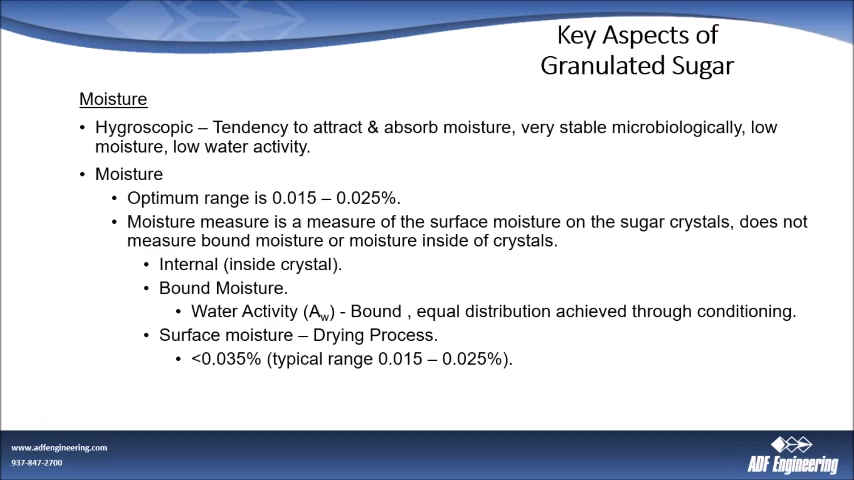 Key Aspects of
Granulated Sugar
Moisture
• Hygroscopic – Tendency to attract & absorb moisture, very stable microbiologically, low
moisture, low water activity.
• Moisture
• Optimum range is 0.015 – 0.025%.
• Moisture measure is a measure of the surface moisture on the sugar crystals, does not
measure bound moisture or moisture inside of crystals.
• Internal (inside crystal).
• Bound Moisture.
• Water Activity (Aw) - Bound , equal distribution achieved through conditioning.
• Surface moisture – Drying Process.
• <0.035% (typical range 0.015 – 0.025%).
www.adfengineering.com
937-847-2700
ADF Engineering